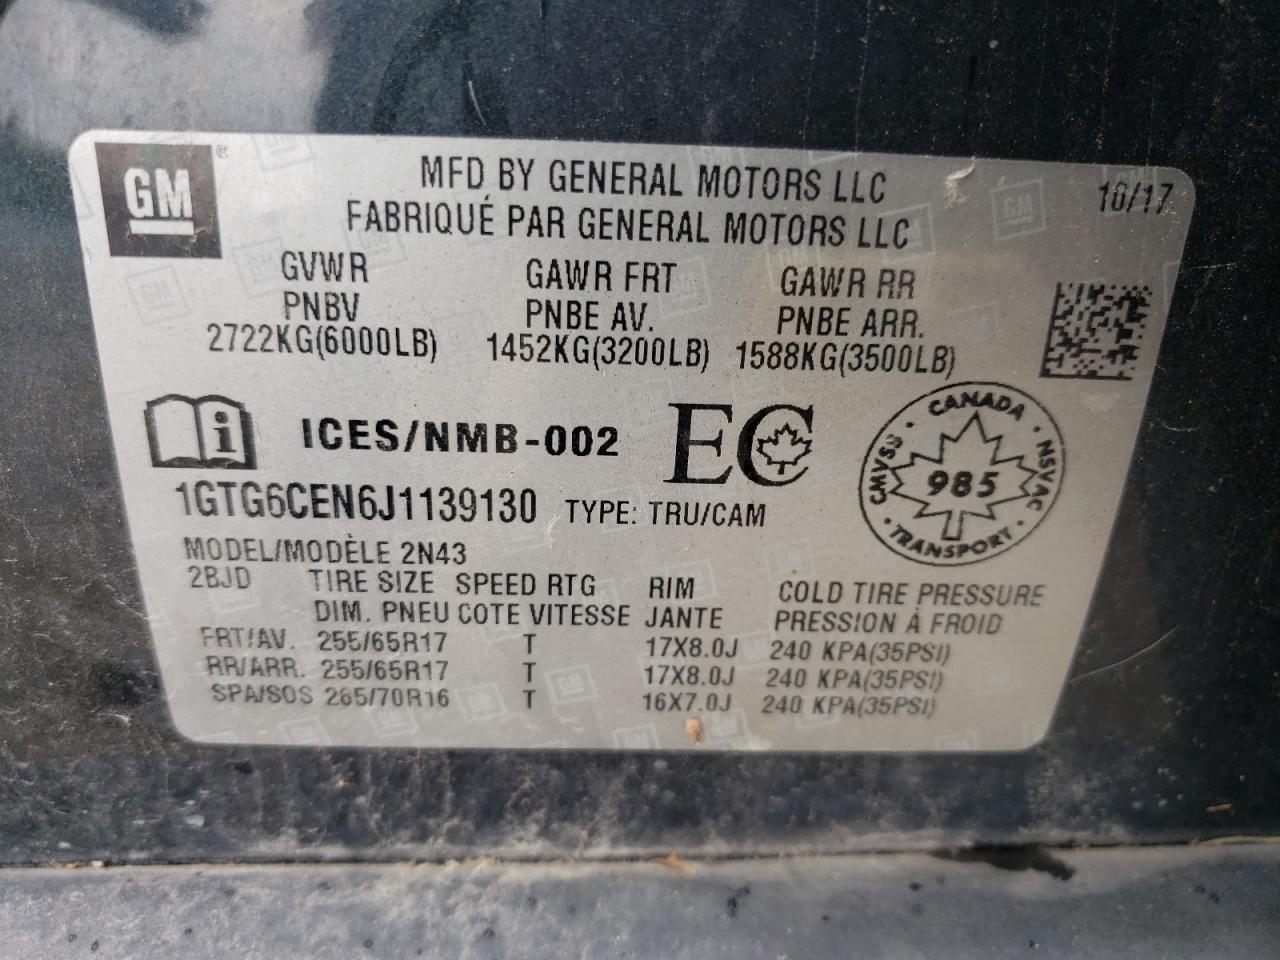 GM
MFD BY GENERAL MOTORS LLC
10/17
FABRIQUÉ PAR GENERAL MOTORS LLC
GVWR GAWR FRT GAWR RR
PNBV PNBE AV. PNBE ARR.
2722KG(6000LB) 1452KG(3200LB) 1588KG(3500LB)
i ICES/NMB-002 EC
CANADA
CMVSS 985 NSVAC
TRANSPORT
1GTG6CEN6J1139130 TYPE: TRU/CAM
MODEL/MODÈLE 2N43
2BJD TIRE SIZE SPEED RTG RIM COLD TIRE PRESSURE
DIM. PNEU COTE VITESSE JANTE PRESSION À FROID
FRT/AV. 255/65R17 T 17X8.0J 240 KPA(35PSI)
RR/ARR. 255/65R17 T 17X8.0J 240 KPA(35PSI)
SPA/SOS 265/70R16 T 16X7.0J 240 KPA(35PSI)